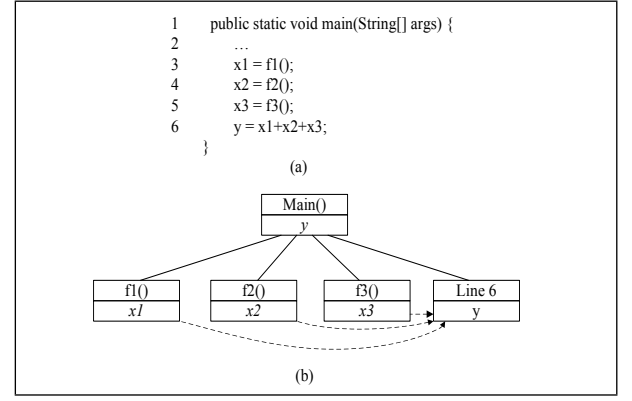 1 public static void main(String[] args) {
2 …
3 x1 = f1();
4 x2 = f2();
5 x3 = f3();
6 y = x1+x2+x3;
}
(a)
Main()
y
f1() f2() f3() Line 6
x1 x2 x3 y
(b)